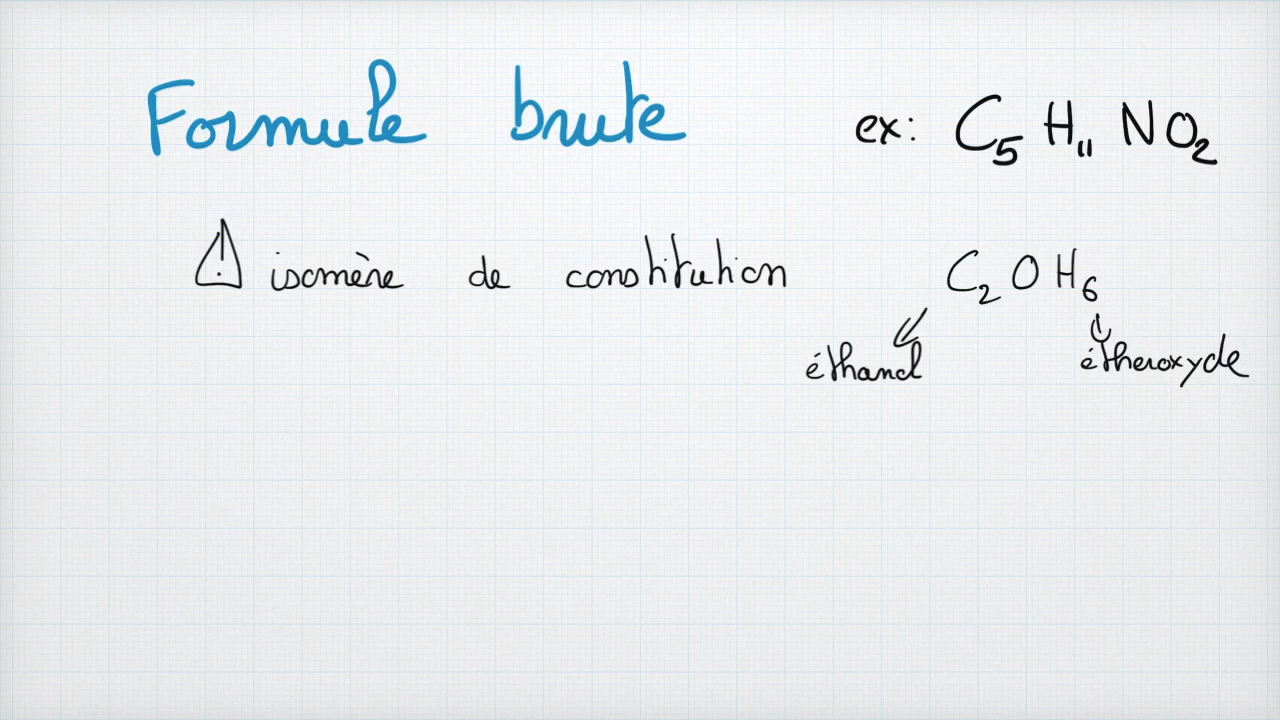 Formule brute ex: C₅ H₁₁ NO₂
⚠ isomère de constitution C₂ O H₆
éthanol étheroxyde